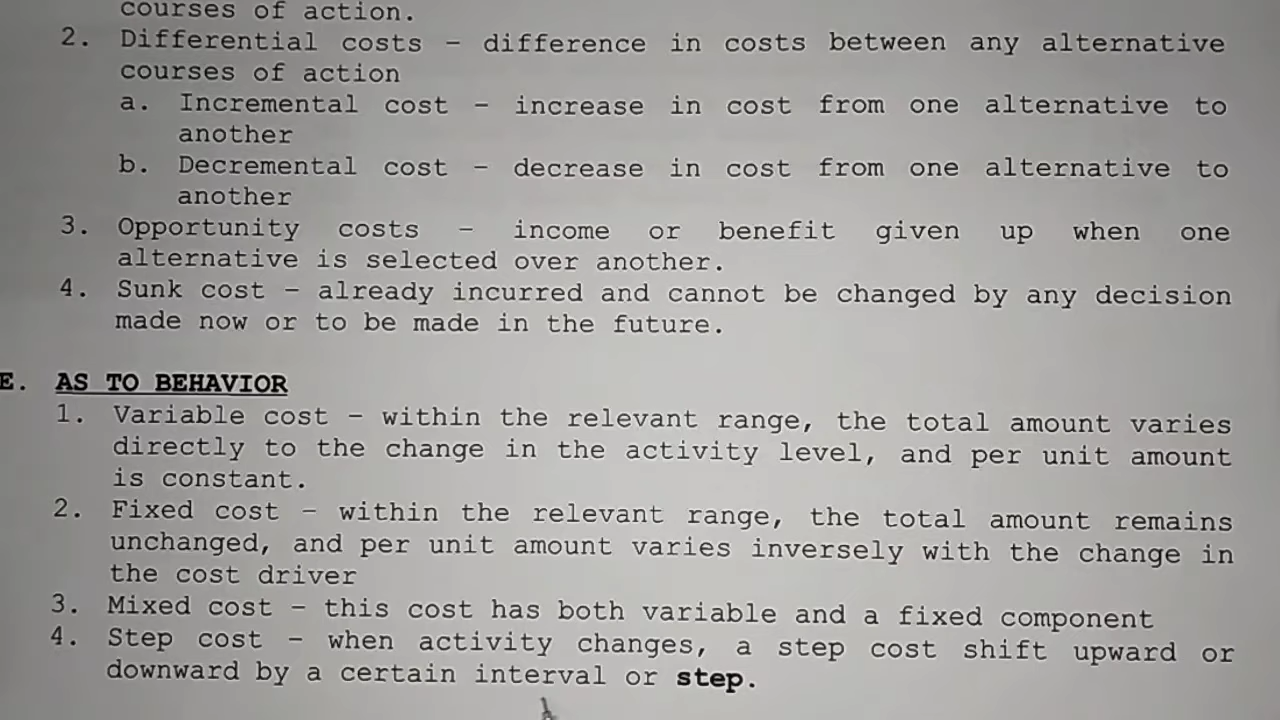 courses of action.
2. Differential costs – difference in costs between any alternative
courses of action
a. Incremental cost – increase in cost from one alternative to
another
b. Decremental cost – decrease in cost from one alternative to
another
3. Opportunity costs – income or benefit given up when one
alternative is selected over another.
4. Sunk cost – already incurred and cannot be changed by any decision
made now or to be made in the future.
E. AS TO BEHAVIOR
1. Variable cost – within the relevant range, the total amount varies
directly to the change in the activity level, and per unit amount
is constant.
2. Fixed cost – within the relevant range, the total amount remains
unchanged, and per unit amount varies inversely with the change in
the cost driver
3. Mixed cost – this cost has both variable and a fixed component
4. Step cost – when activity changes, a step cost shift upward or
downward by a certain interval or step.